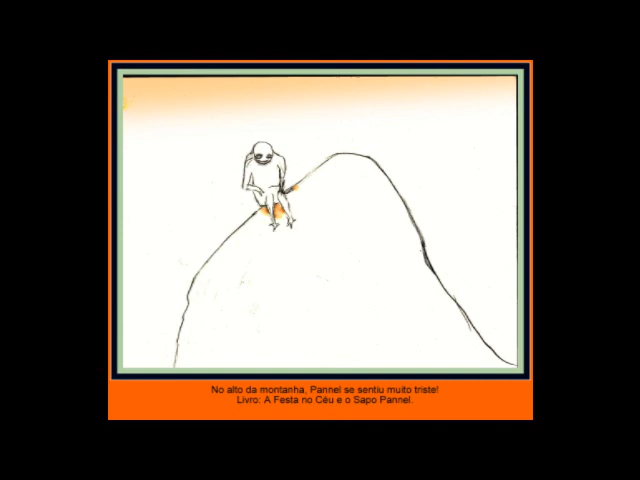 No alto da montanha, Pannel se sentiu muito triste!
Livro: A Festa no Céu e o Sapo Pannel.